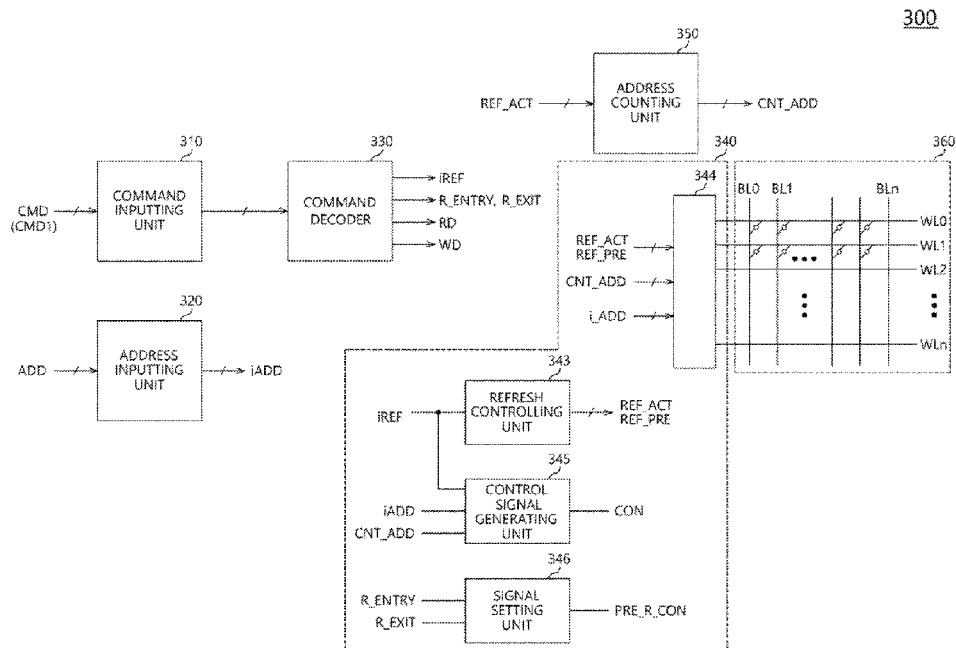 300
350
REF_ACT
ADDRESS
COUNTING
UNIT
CNT_ADD
310
CMD
(CMD1)
COMMAND
INPUTTING
UNIT
330
COMMAND
DECODER
iREF
R_ENTRY, R_EXIT
RD
WD
340
344
REF_ACT
REF_PRE
CNT_ADD
i_ADD
360
BL0 BL1 BLn
WL0
WL1
WL2
WLn
320
ADD
ADDRESS
INPUTTING
UNIT
iADD
343
iREF
REFRESH
CONTROLLING
UNIT
REF_ACT
REF_PRE
345
iADD
CNT_ADD
CONTROL
SIGNAL
GENERATING
UNIT
CON
346
R_ENTRY
R_EXIT
SIGNAL
SETTING
UNIT
PRE_R_CON